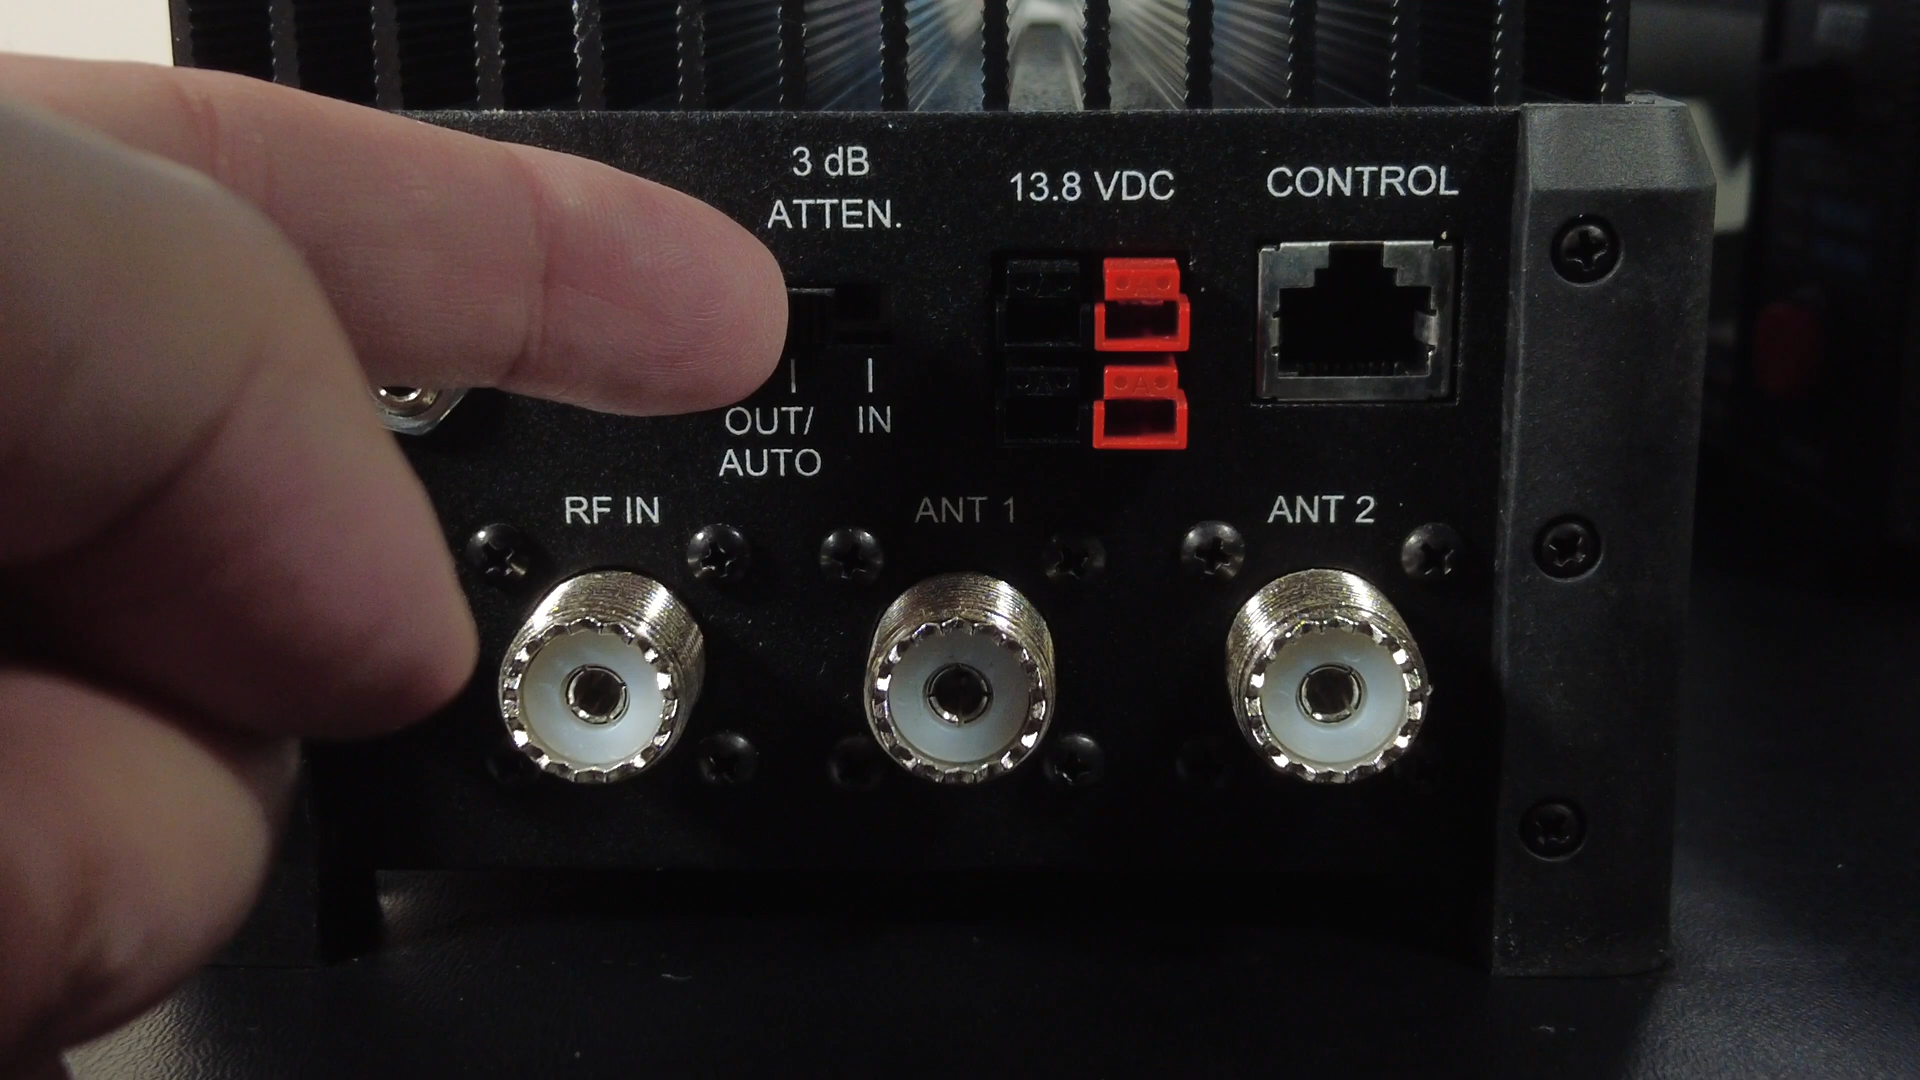 3 dB
ATTEN.
13.8 VDC
CONTROL
OUT/
AUTO
IN
RF IN
ANT 1
ANT 2